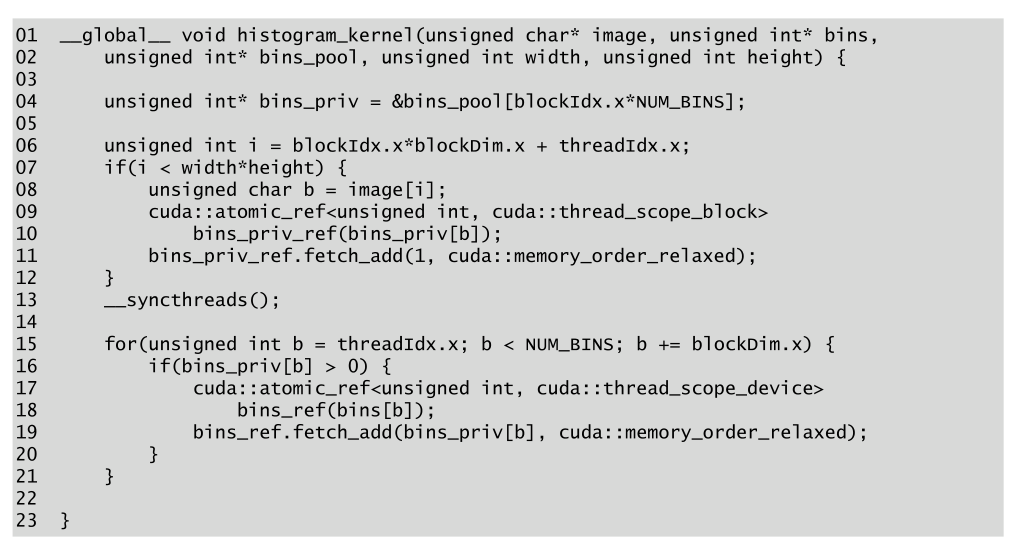 01 __global__ void histogram_kernel(unsigned char* image, unsigned int* bins,
02     unsigned int* bins_pool, unsigned int width, unsigned int height) {
03
04     unsigned int* bins_priv = &bins_pool[blockIdx.x*NUM_BINS];
05
06     unsigned int i = blockIdx.x*blockDim.x + threadIdx.x;
07     if(i < width*height) {
08         unsigned char b = image[i];
09         cuda::atomic_ref<unsigned int, cuda::thread_scope_block>
10             bins_priv_ref(bins_priv[b]);
11         bins_priv_ref.fetch_add(1, cuda::memory_order_relaxed);
12     }
13     __syncthreads();
14
15     for(unsigned int b = threadIdx.x; b < NUM_BINS; b += blockDim.x) {
16         if(bins_priv[b] > 0) {
17             cuda::atomic_ref<unsigned int, cuda::thread_scope_device>
18                 bins_ref(bins[b]);
19             bins_ref.fetch_add(bins_priv[b], cuda::memory_order_relaxed);
20         }
21     }
22
23 }